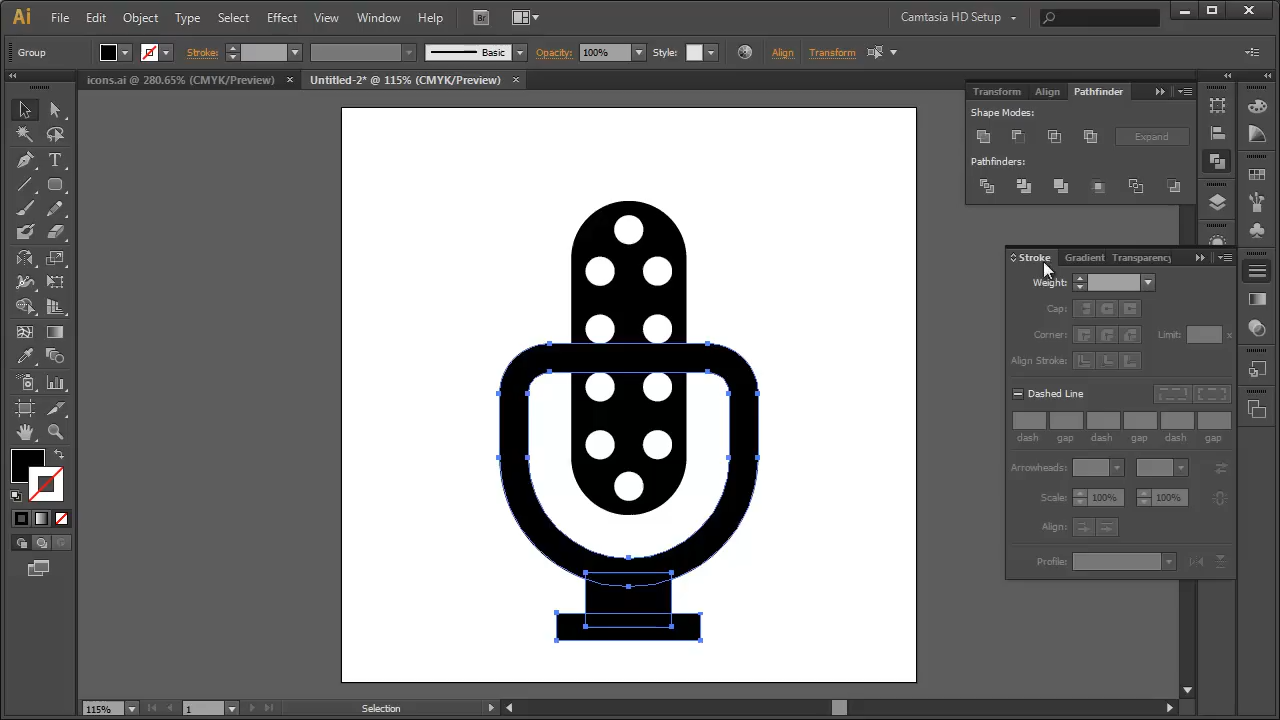 Ai File Edit Object Type Select Effect View Window Help Br Camtasia HD Setup
Group Stroke: Basic Opacity: 100% Style: Align Transform
icons.ai @ 280.65% (CMYK/Preview) × Untitled-2* @ 115% (CMYK/Preview) ×
Transform Align Pathfinder
Shape Modes:
Expand
Pathfinders:
Stroke Gradient Transparency
Weight:
Cap:
Corner: Limit: x
Align Stroke:
Dashed Line
dash gap dash gap dash gap
Arrowheads:
Scale: 100% 100%
Align:
Profile:
115% 1 Selection